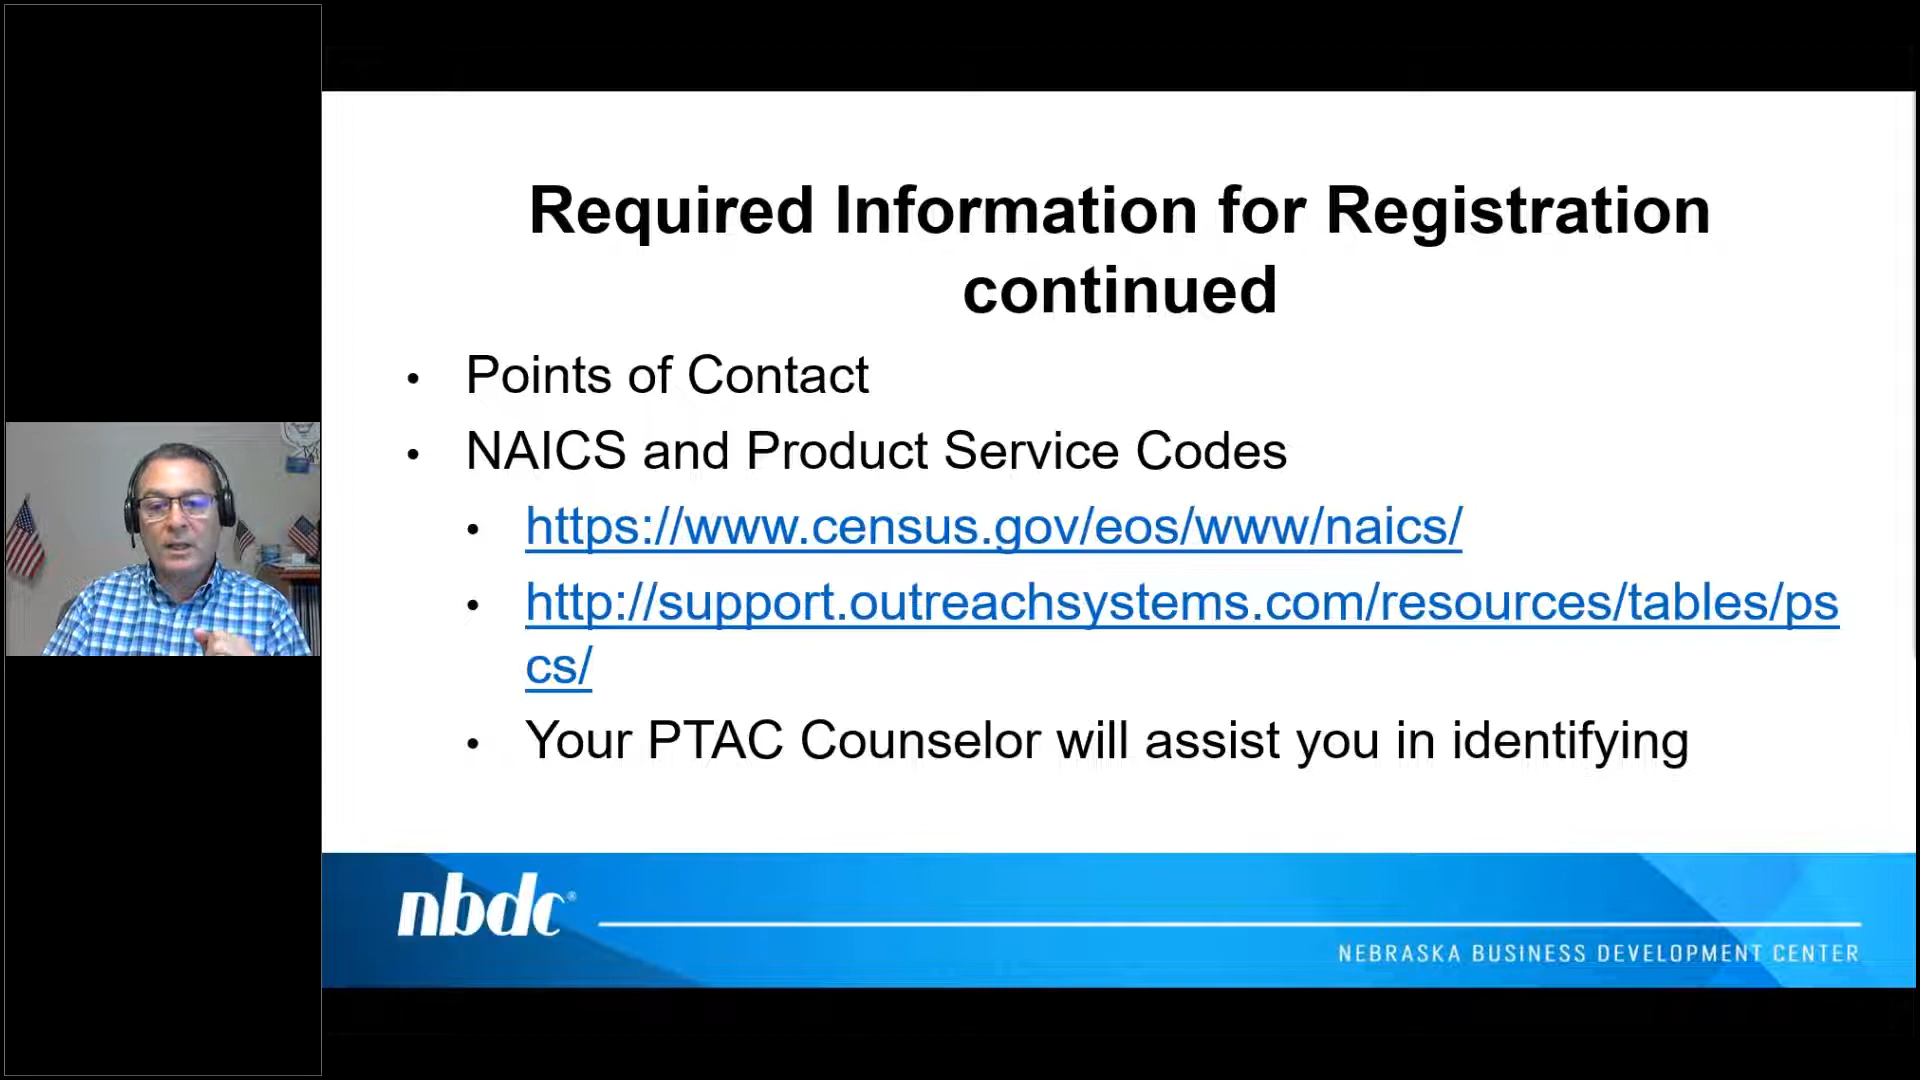 Required Information for Registration
continued
• Points of Contact
• NAICS and Product Service Codes
• https://www.census.gov/eos/www/naics/
• http://support.outreachsystems.com/resources/tables/ps
cs/
• Your PTAC Counselor will assist you in identifying
nbdc®
NEBRASKA BUSINESS DEVELOPMENT CENTER